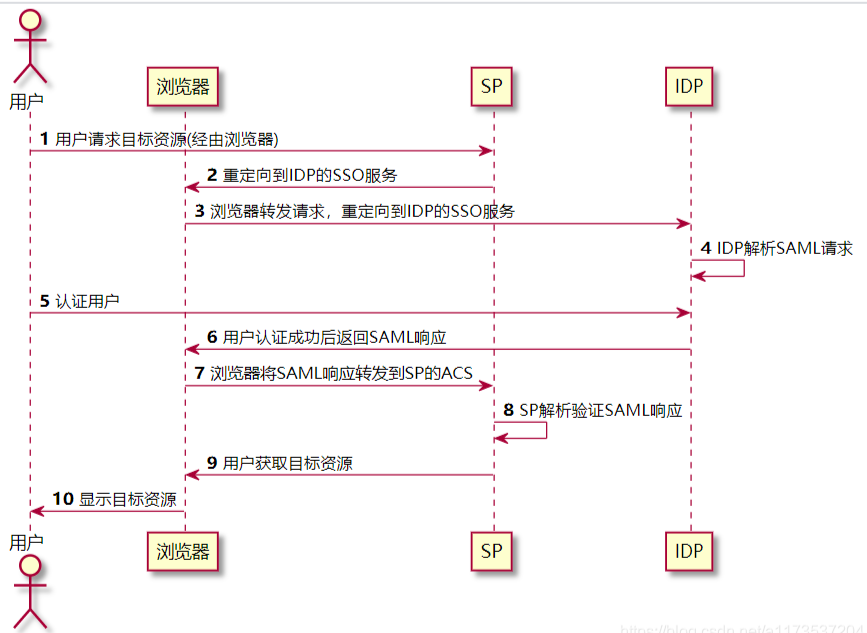 用户
浏览器
SP
IDP
1 用户请求目标资源(经由浏览器)
2 重定向到IDP的SSO服务
3 浏览器转发请求，重定向到IDP的SSO服务
4 IDP解析SAML请求
5 认证用户
6 用户认证成功后返回SAML响应
7 浏览器将SAML响应转发到SP的ACS
8 SP解析验证SAML响应
9 用户获取目标资源
10 显示目标资源
用户
浏览器
SP
IDP
https://blog.csdn.net/a1173537204